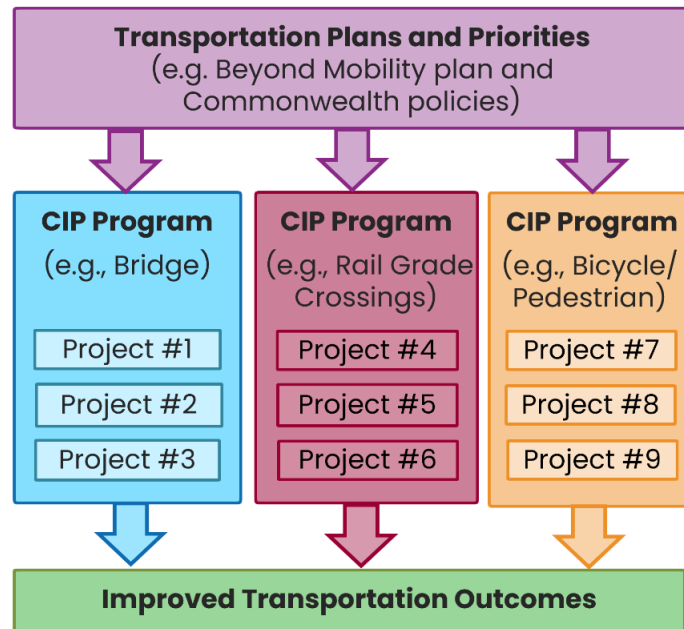 Transportation Plans and Priorities
(e.g. Beyond Mobility plan and
Commonwealth policies)
CIP Program
(e.g., Bridge)
Project #1
Project #2
Project #3
CIP Program
(e.g., Rail Grade
Crossings)
Project #4
Project #5
Project #6
CIP Program
(e.g., Bicycle/
Pedestrian)
Project #7
Project #8
Project #9
Improved Transportation Outcomes